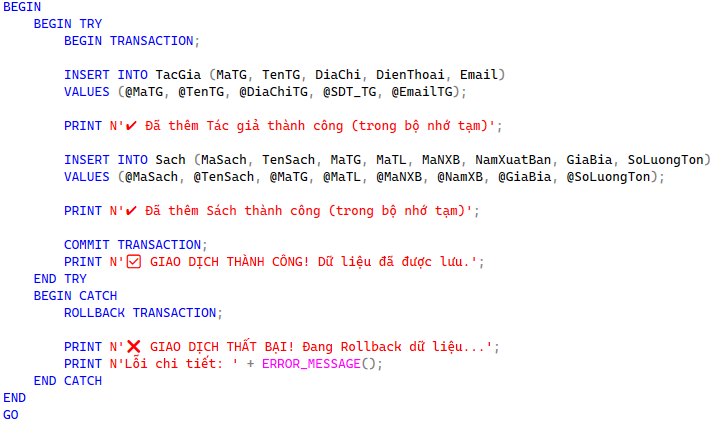 BEGIN
BEGIN TRY
BEGIN TRANSACTION;
INSERT INTO TacGia (MaTG, TenTG, DiaChi, DienThoai, Email)
VALUES (@MaTG, @TenTG, @DiaChiTG, @SDT_TG, @EmailTG);
PRINT N'✔ Đã thêm Tác giả thành công (trong bộ nhớ tạm)';
INSERT INTO Sach (MaSach, TenSach, MaTG, MaTL, MaNXB, NamXuatBan, GiaBia, SoLuongTon)
VALUES (@MaSach, @TenSach, @MaTG, @MaTL, @MaNXB, @NamXB, @GiaBia, @SoLuongTon);
PRINT N'✔ Đã thêm Sách thành công (trong bộ nhớ tạm)';
COMMIT TRANSACTION;
PRINT N'☑ GIAO DỊCH THÀNH CÔNG! Dữ liệu đã được lưu.';
END TRY
BEGIN CATCH
ROLLBACK TRANSACTION;
PRINT N'❌ GIAO DỊCH THẤT BẠI! Đang Rollback dữ liệu...';
PRINT N'Lỗi chi tiết: ' + ERROR_MESSAGE();
END CATCH
END
GO